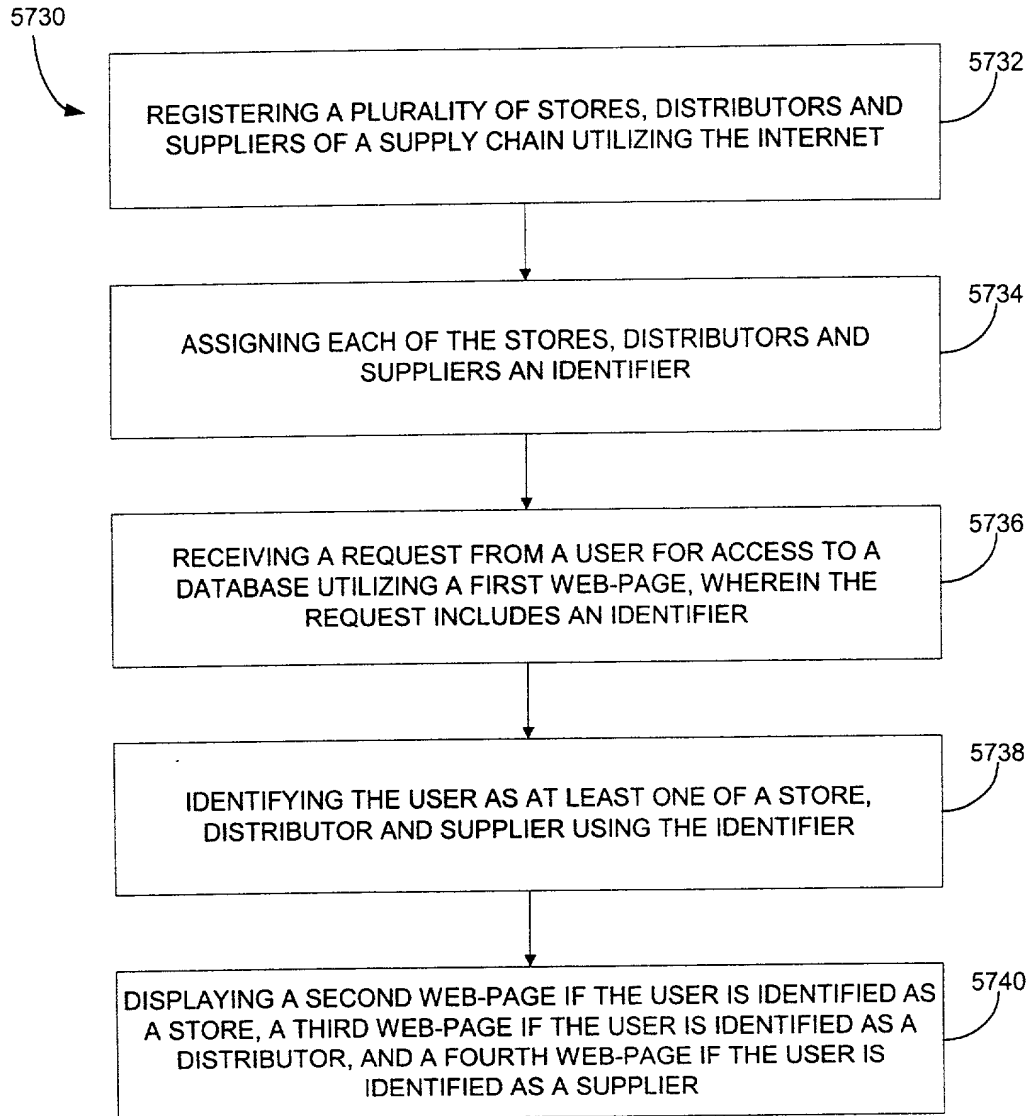 5730
5732
REGISTERING A PLURALITY OF STORES, DISTRIBUTORS AND
SUPPLIERS OF A SUPPLY CHAIN UTILIZING THE INTERNET
5734
ASSIGNING EACH OF THE STORES, DISTRIBUTORS AND
SUPPLIERS AN IDENTIFIER
5736
RECEIVING A REQUEST FROM A USER FOR ACCESS TO A
DATABASE UTILIZING A FIRST WEB-PAGE, WHEREIN THE
REQUEST INCLUDES AN IDENTIFIER
5738
IDENTIFYING THE USER AS AT LEAST ONE OF A STORE,
DISTRIBUTOR AND SUPPLIER USING THE IDENTIFIER
5740
DISPLAYING A SECOND WEB-PAGE IF THE USER IS IDENTIFIED AS
A STORE, A THIRD WEB-PAGE IF THE USER IS IDENTIFIED AS A
DISTRIBUTOR, AND A FOURTH WEB-PAGE IF THE USER IS
IDENTIFIED AS A SUPPLIER